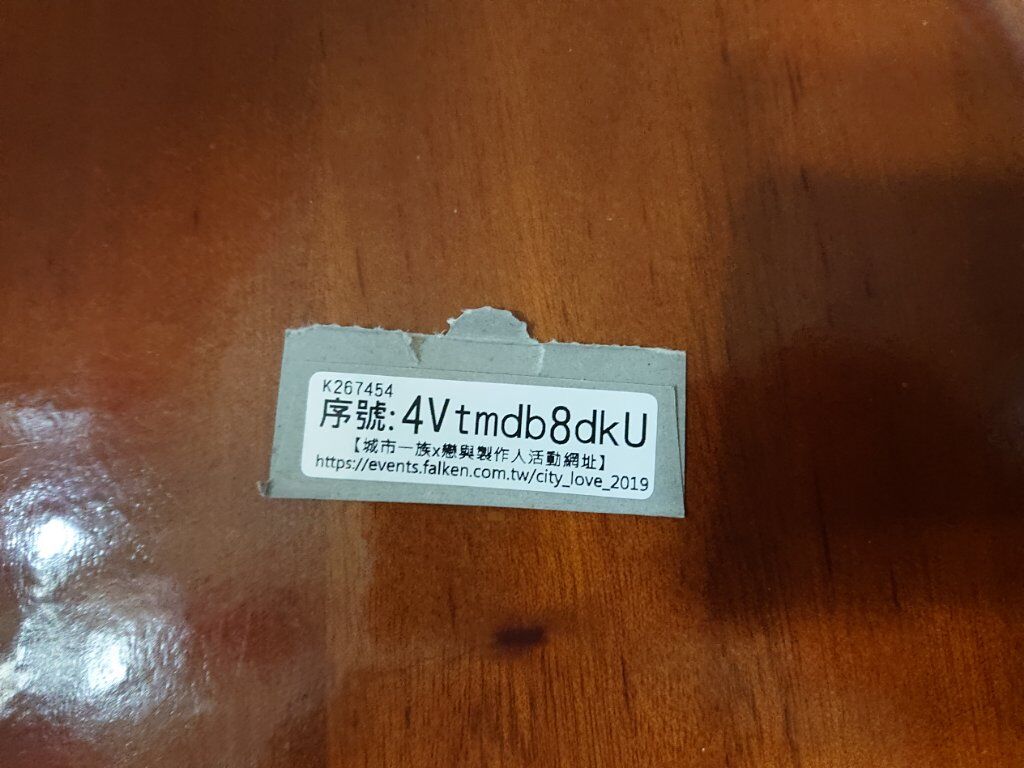 K267454
序號:4Vtmdb8dkU
【城市一族x戀與製作人活動網址】
https://events.falken.com.tw/city_love_2019